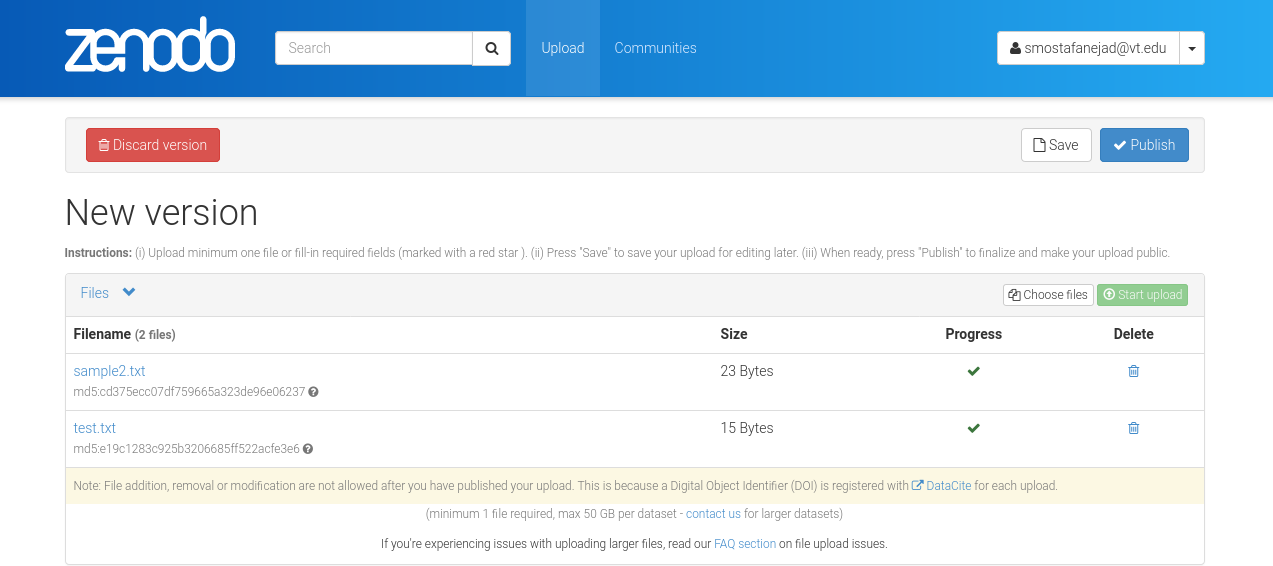 zenodo
Search
Upload
Communities
smostafanejad@vt.edu
Discard version
Save
Publish
New version
Instructions: (i) Upload minimum one file or fill-in required fields (marked with a red star ). (ii) Press "Save" to save your upload for editing later. (iii) When ready, press "Publish" to finalize and make your upload public.
Files
Choose files
Start upload
Filename (2 files) Size Progress Delete
sample2.txt 23 Bytes
md5:cd375ecc07df759665a323de96e06237
test.txt 15 Bytes
md5:e19c1283c925b3206685ff522acfe3e6
Note: File addition, removal or modification are not allowed after you have published your upload. This is because a Digital Object Identifier (DOI) is registered with DataCite for each upload.
(minimum 1 file required, max 50 GB per dataset - contact us for larger datasets)
If you're experiencing issues with uploading larger files, read our FAQ section on file upload issues.